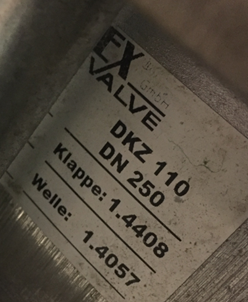 EX
VALVE
DKZ 110
DN 250
Klappe: 1.4408
Welle: 1.4057